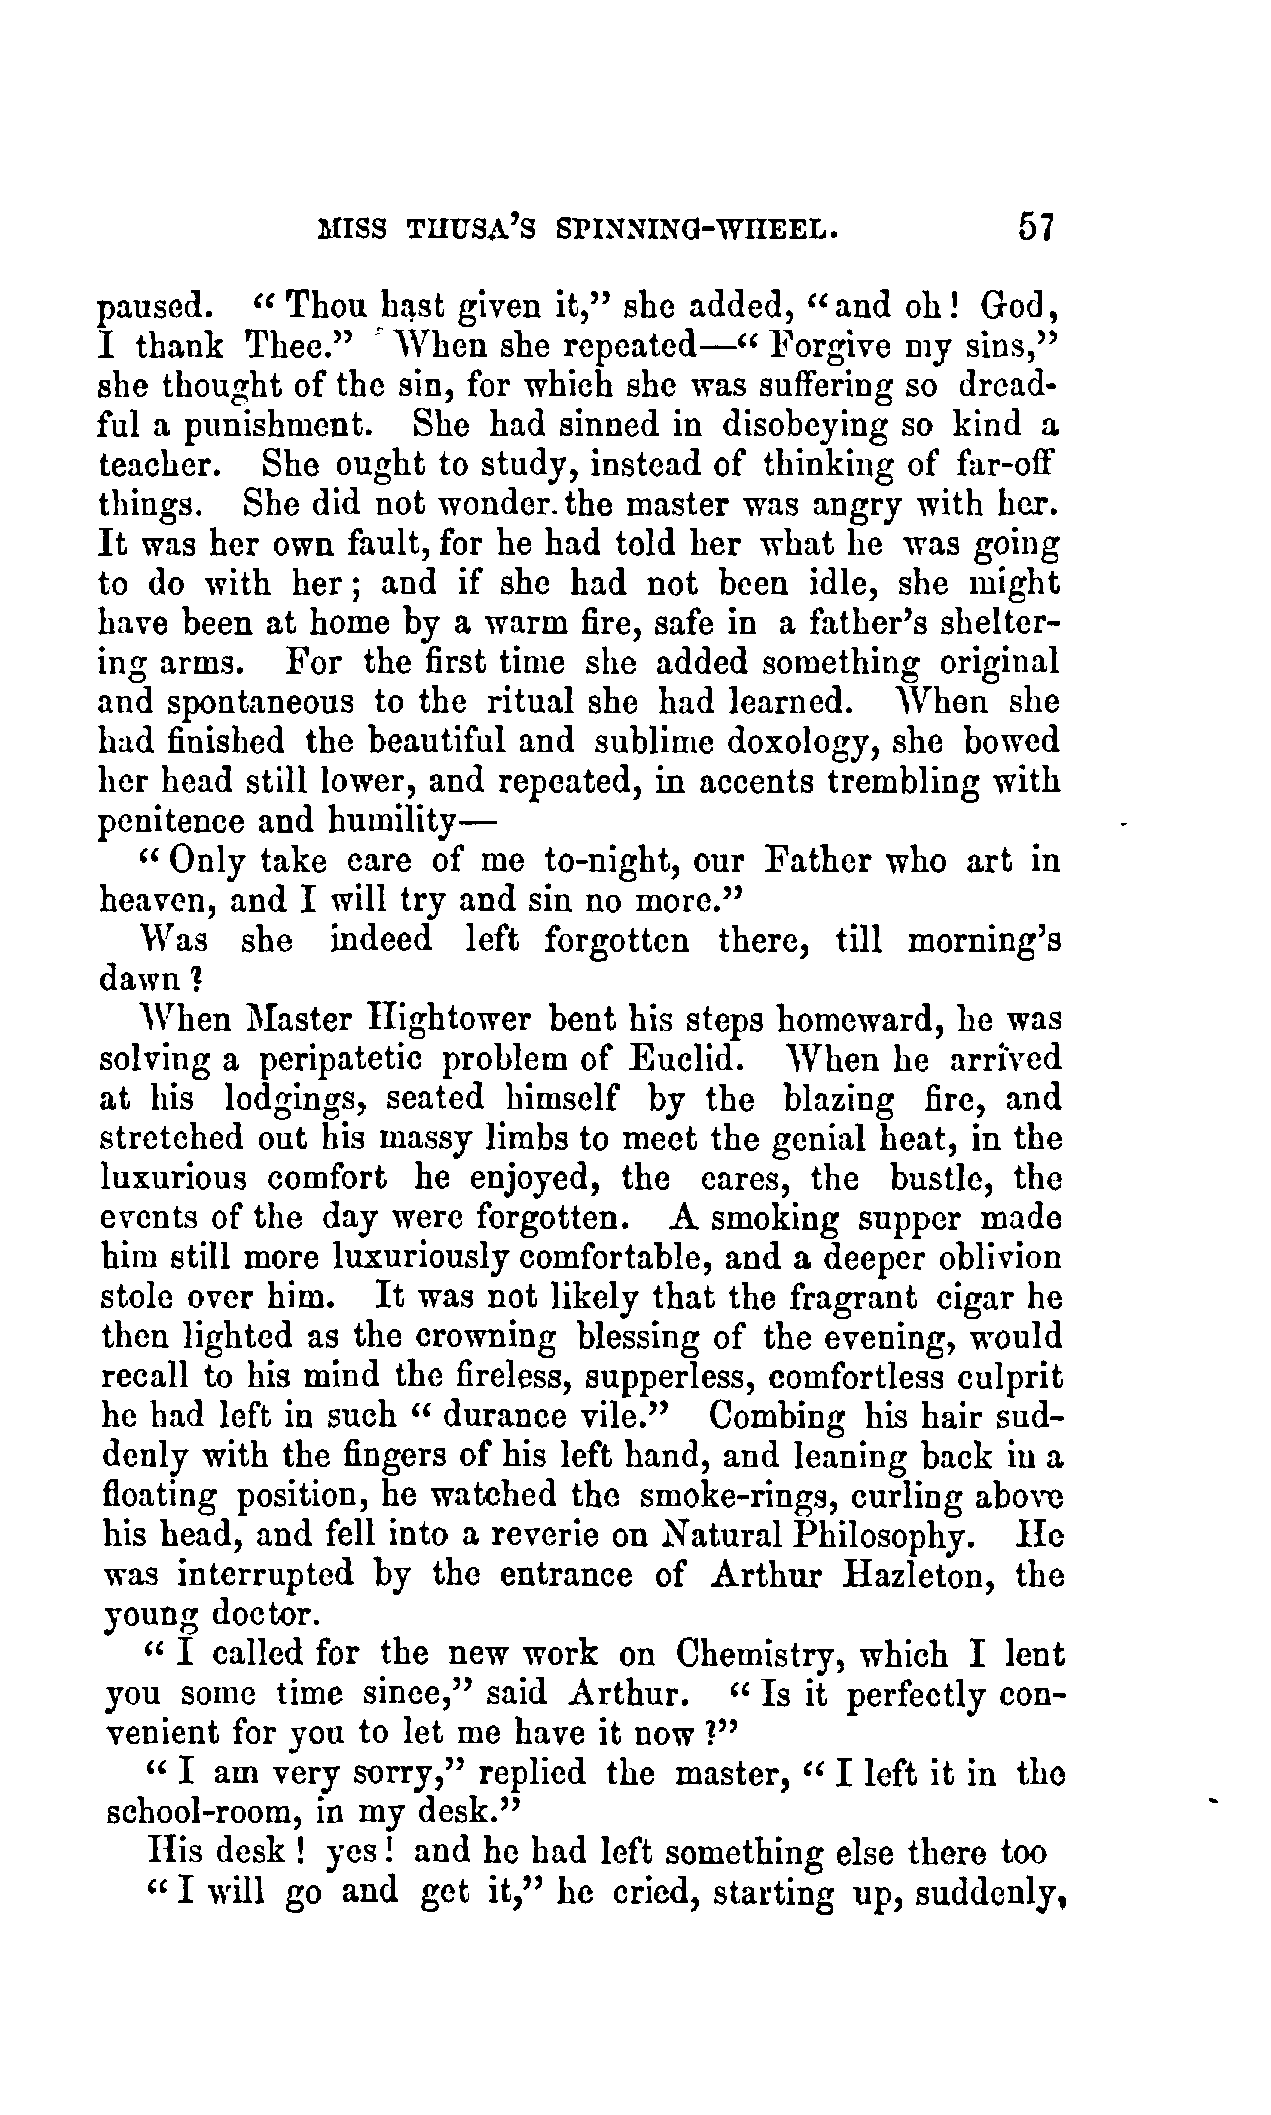 MISS THUSA'S SPINNING-WHEEL. 57
paused. "Thou hast given it," she added, "and oh! God,
I thank Thee." When she repeated—"Forgive my sins,"
she thought of the sin, for which she was suffering so dread-
ful a punishment. She had sinned in disobeying so kind a
teacher. She ought to study, instead of thinking of far-off
things. She did not wonder the master was angry with her.
It was her own fault, for he had told her what he was going
to do with her; and if she had not been idle, she might
have been at home by a warm fire, safe in a father's shelter-
ing arms. For the first time she added something original
and spontaneous to the ritual she had learned. When she
had finished the beautiful and sublime doxology, she bowed
her head still lower, and repeated, in accents trembling with
penitence and humility—
"Only take care of me to-night, our Father who art in
heaven, and I will try and sin no more."
Was she indeed left forgotten there, till morning's
dawn?
When Master Hightower bent his steps homeward, he was
solving a peripatetic problem of Euclid. When he arrived
at his lodgings, seated himself by the blazing fire, and
stretched out his massy limbs to meet the genial heat, in the
luxurious comfort he enjoyed, the cares, the bustle, the
events of the day were forgotten. A smoking supper made
him still more luxuriously comfortable, and a deeper oblivion
stole over him. It was not likely that the fragrant cigar he
then lighted as the crowning blessing of the evening, would
recall to his mind the fireless, supperless, comfortless culprit
he had left in such "durance vile." Combing his hair sud-
denly with the fingers of his left hand, and leaning back in a
floating position, he watched the smoke-rings, curling above
his head, and fell into a reverie on Natural Philosophy. He
was interrupted by the entrance of Arthur Hazleton, the
young doctor.
"I called for the new work on Chemistry, which I lent
you some time since," said Arthur. "Is it perfectly con-
venient for you to let me have it now?"
"I am very sorry," replied the master, "I left it in the
school-room, in my desk."
His desk! yes! and he had left something else there too
"I will go and get it," he cried, starting up, suddenly,